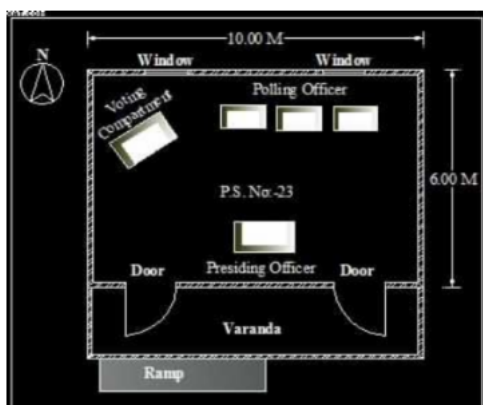 10.00 M
N
Window
Window
Voting
Compartment
Polling Officer
6.00 M
P.S. No:-23
Door
Presiding Officer
Door
Varanda
Ramp